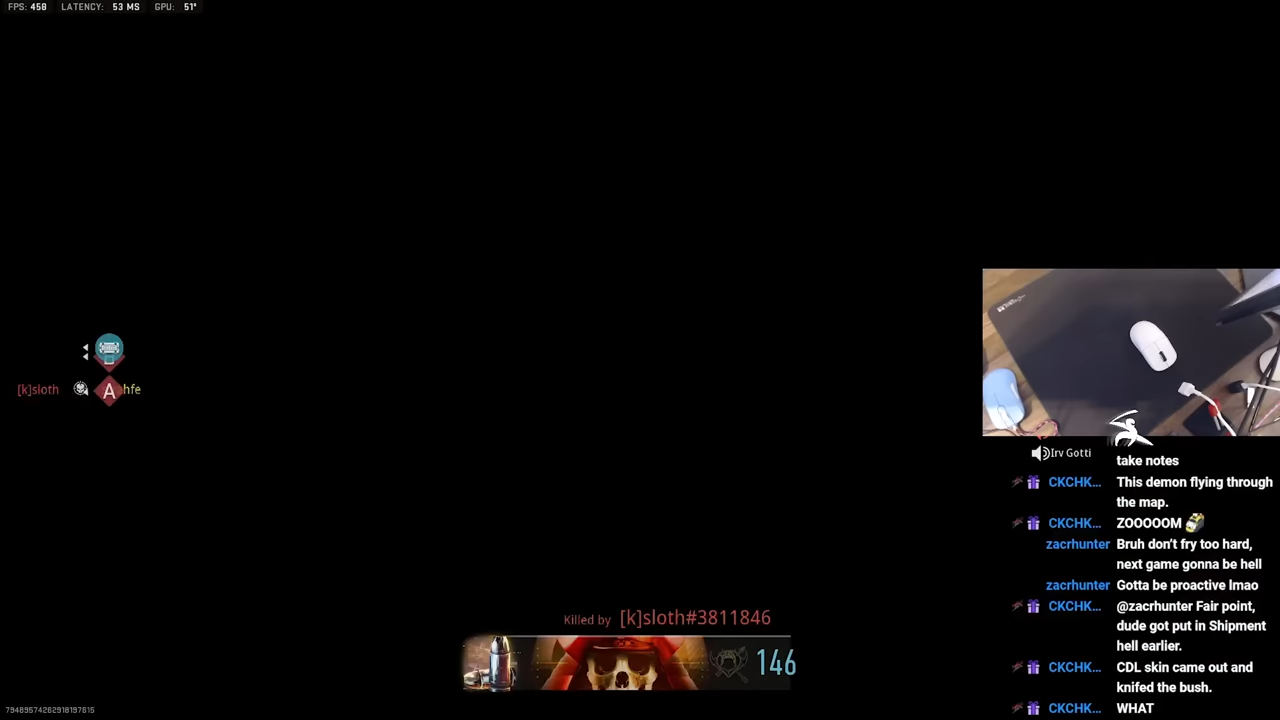 FPS: 458 LATENCY: 53 MS GPU: 51°
[k]sloth A hfe
Killed by [k]sloth#3811846
146
79489574262918197615
Irv Gotti
take notes
CKCHK... This demon flying through
the map.
CKCHK... ZOOOOOM
zacrhunter Bruh don't fry too hard,
next game gonna be hell
zacrhunter Gotta be proactive lmao
CKCHK... @zacrhunter Fair point,
dude got put in Shipment
hell earlier.
CKCHK... CDL skin came out and
knifed the bush.
CKCHK... WHAT